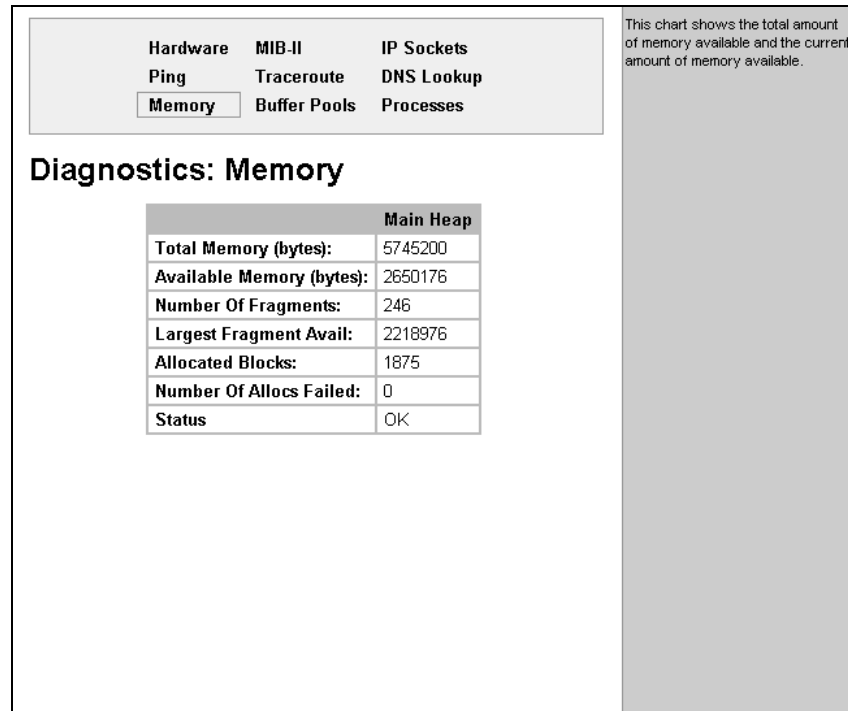 Hardware MIB-II IP Sockets
Ping Traceroute DNS Lookup
Memory Buffer Pools Processes
Diagnostics: Memory
Main Heap
Total Memory (bytes): 5745200
Available Memory (bytes): 2650176
Number Of Fragments: 246
Largest Fragment Avail: 2218976
Allocated Blocks: 1875
Number Of Allocs Failed: 0
Status OK
This chart shows the total amount
of memory available and the current
amount of memory available.